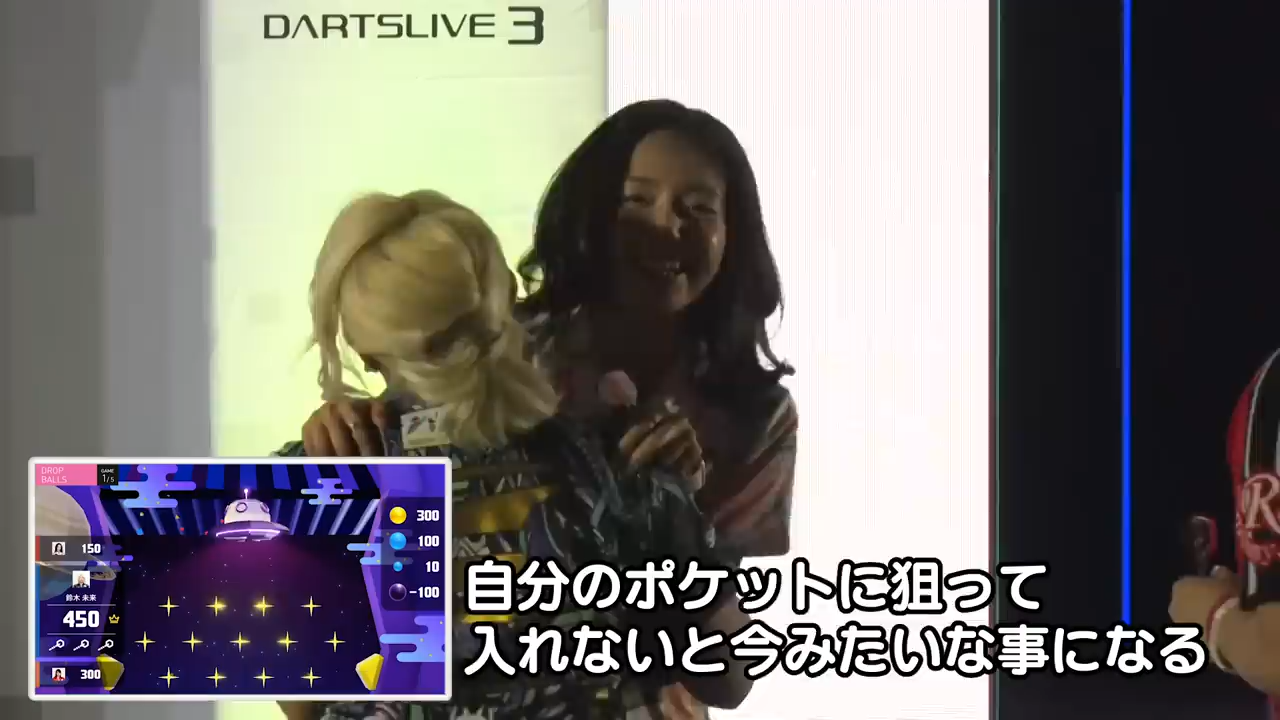 DARTSLIVE 3
DROP
BALLS
GAME
1/5
150
鈴木 未来
450
300
300
100
10
-100
R
自分のポケットに狙って
入れないと今みたいな事になる